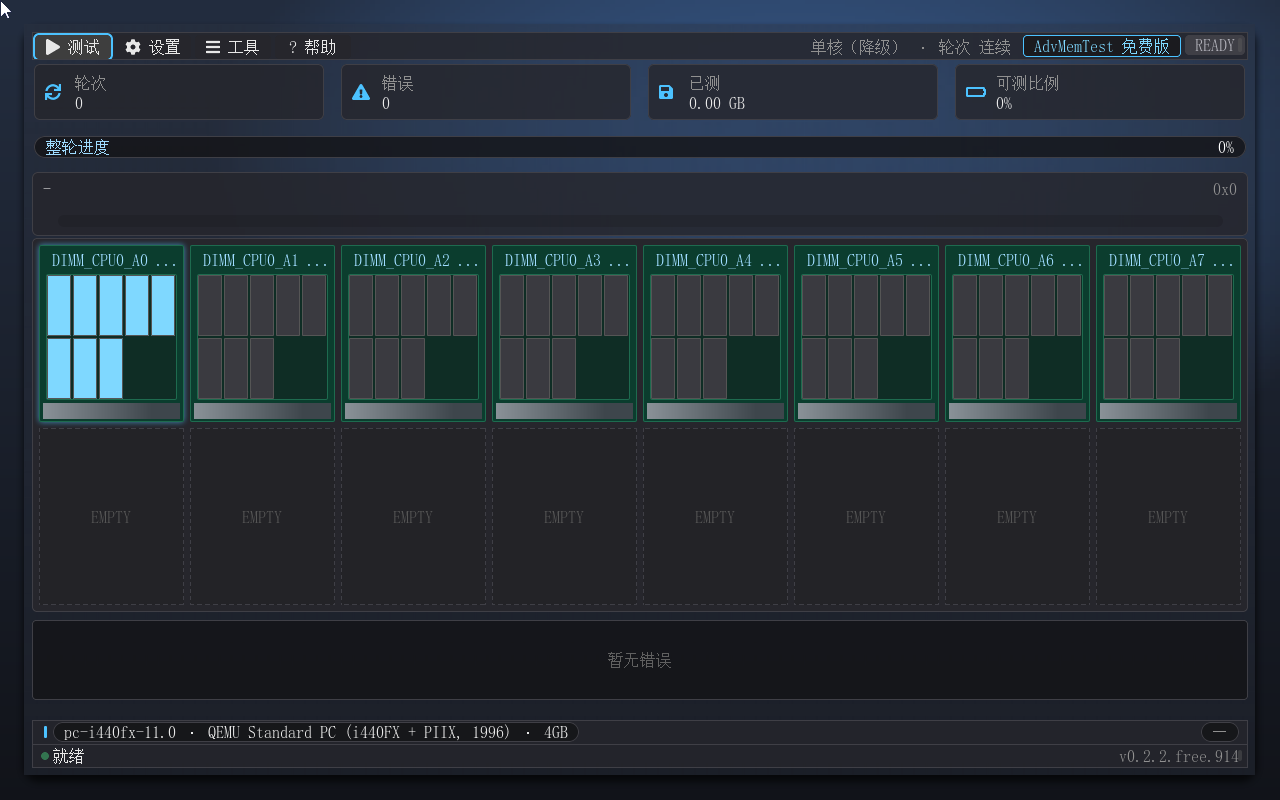 测试 设置 工具 ? 帮助 单核（降级） · 轮次 连续 AdvMemTest 免费版 READY
轮次 错误 已测 可测比例
0 0 0.00 GB 0%
整轮进度 0%
— 0x0
DIMM_CPU0_A0 ... DIMM_CPU0_A1 ... DIMM_CPU0_A2 ... DIMM_CPU0_A3 ... DIMM_CPU0_A4 ... DIMM_CPU0_A5 ... DIMM_CPU0_A6 ... DIMM_CPU0_A7 ...
EMPTY EMPTY EMPTY EMPTY EMPTY EMPTY EMPTY EMPTY
暂无错误
pc-i440fx-11.0 · QEMU Standard PC (i440FX + PIIX, 1996) · 4GB —
就绪 v0.2.2.free.914